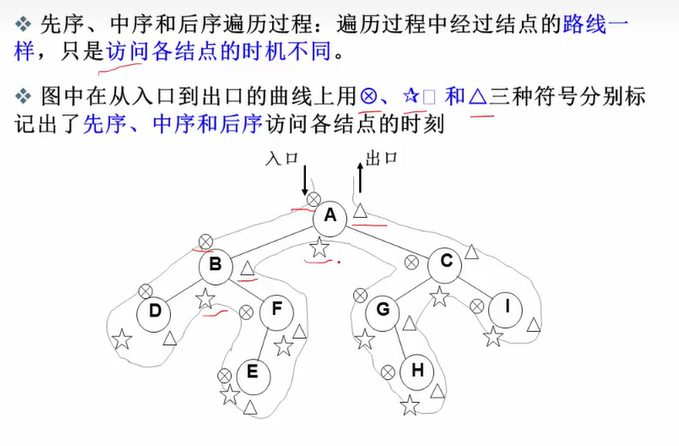 ❖ 先序、中序和后序遍历过程：遍历过程中经过结点的路线一
样，只是访问各结点的时机不同。
❖ 图中在从入口到出口的曲线上用⊗、☆□ 和△三种符号分别标
记出了先序、中序和后序访问各结点的时刻
入口 出口
A
B C
D F G I
E H